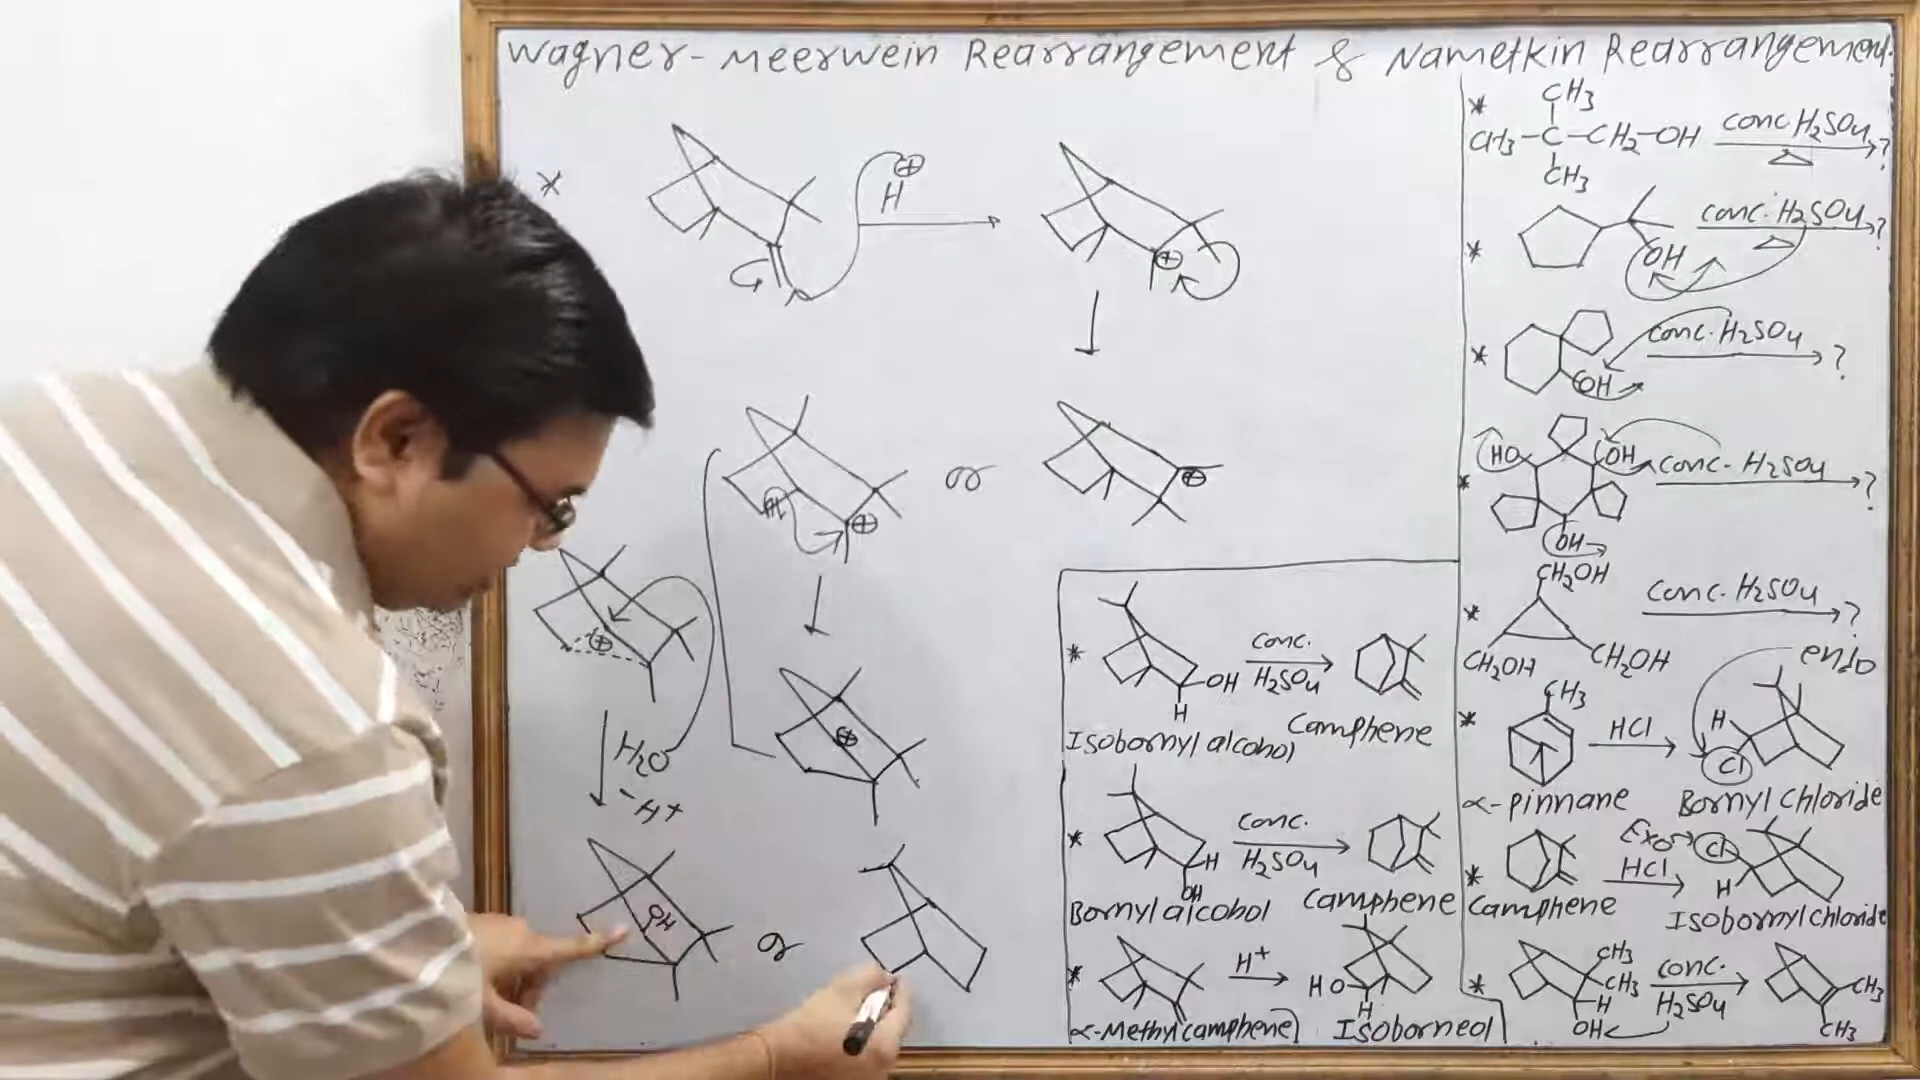 Wagner-Meerwein Rearrangement & Nametkin Rearrangement.
*
H
⊕
⊕
or
⊕
H
⊕
⊕
⊕
H2O
-H+
OH
or
* CH3
CH3-C-CH2-OH conc H2SO4 ?
CH3 △
* OH conc. H2SO4 ?
△
* OH conc. H2SO4 ?
* HO OH conc- H2SO4 ?
OH
* CH2OH conc. H2SO4 ?
CH2OH CH2OH
endo
* CH3 HCl H Cl
α-pinnane Bornyl chloride
* HCl Exo Cl H
Camphene Isobornyl chloride
* CH3 CH3 H OH conc. H2SO4 CH3 CH3
* OH H conc. H2SO4
Isobornyl alcohol Camphene
* H OH conc. H2SO4
Bornyl alcohol Camphene
* H+ HO H
α-Methylcamphene Isoborneol